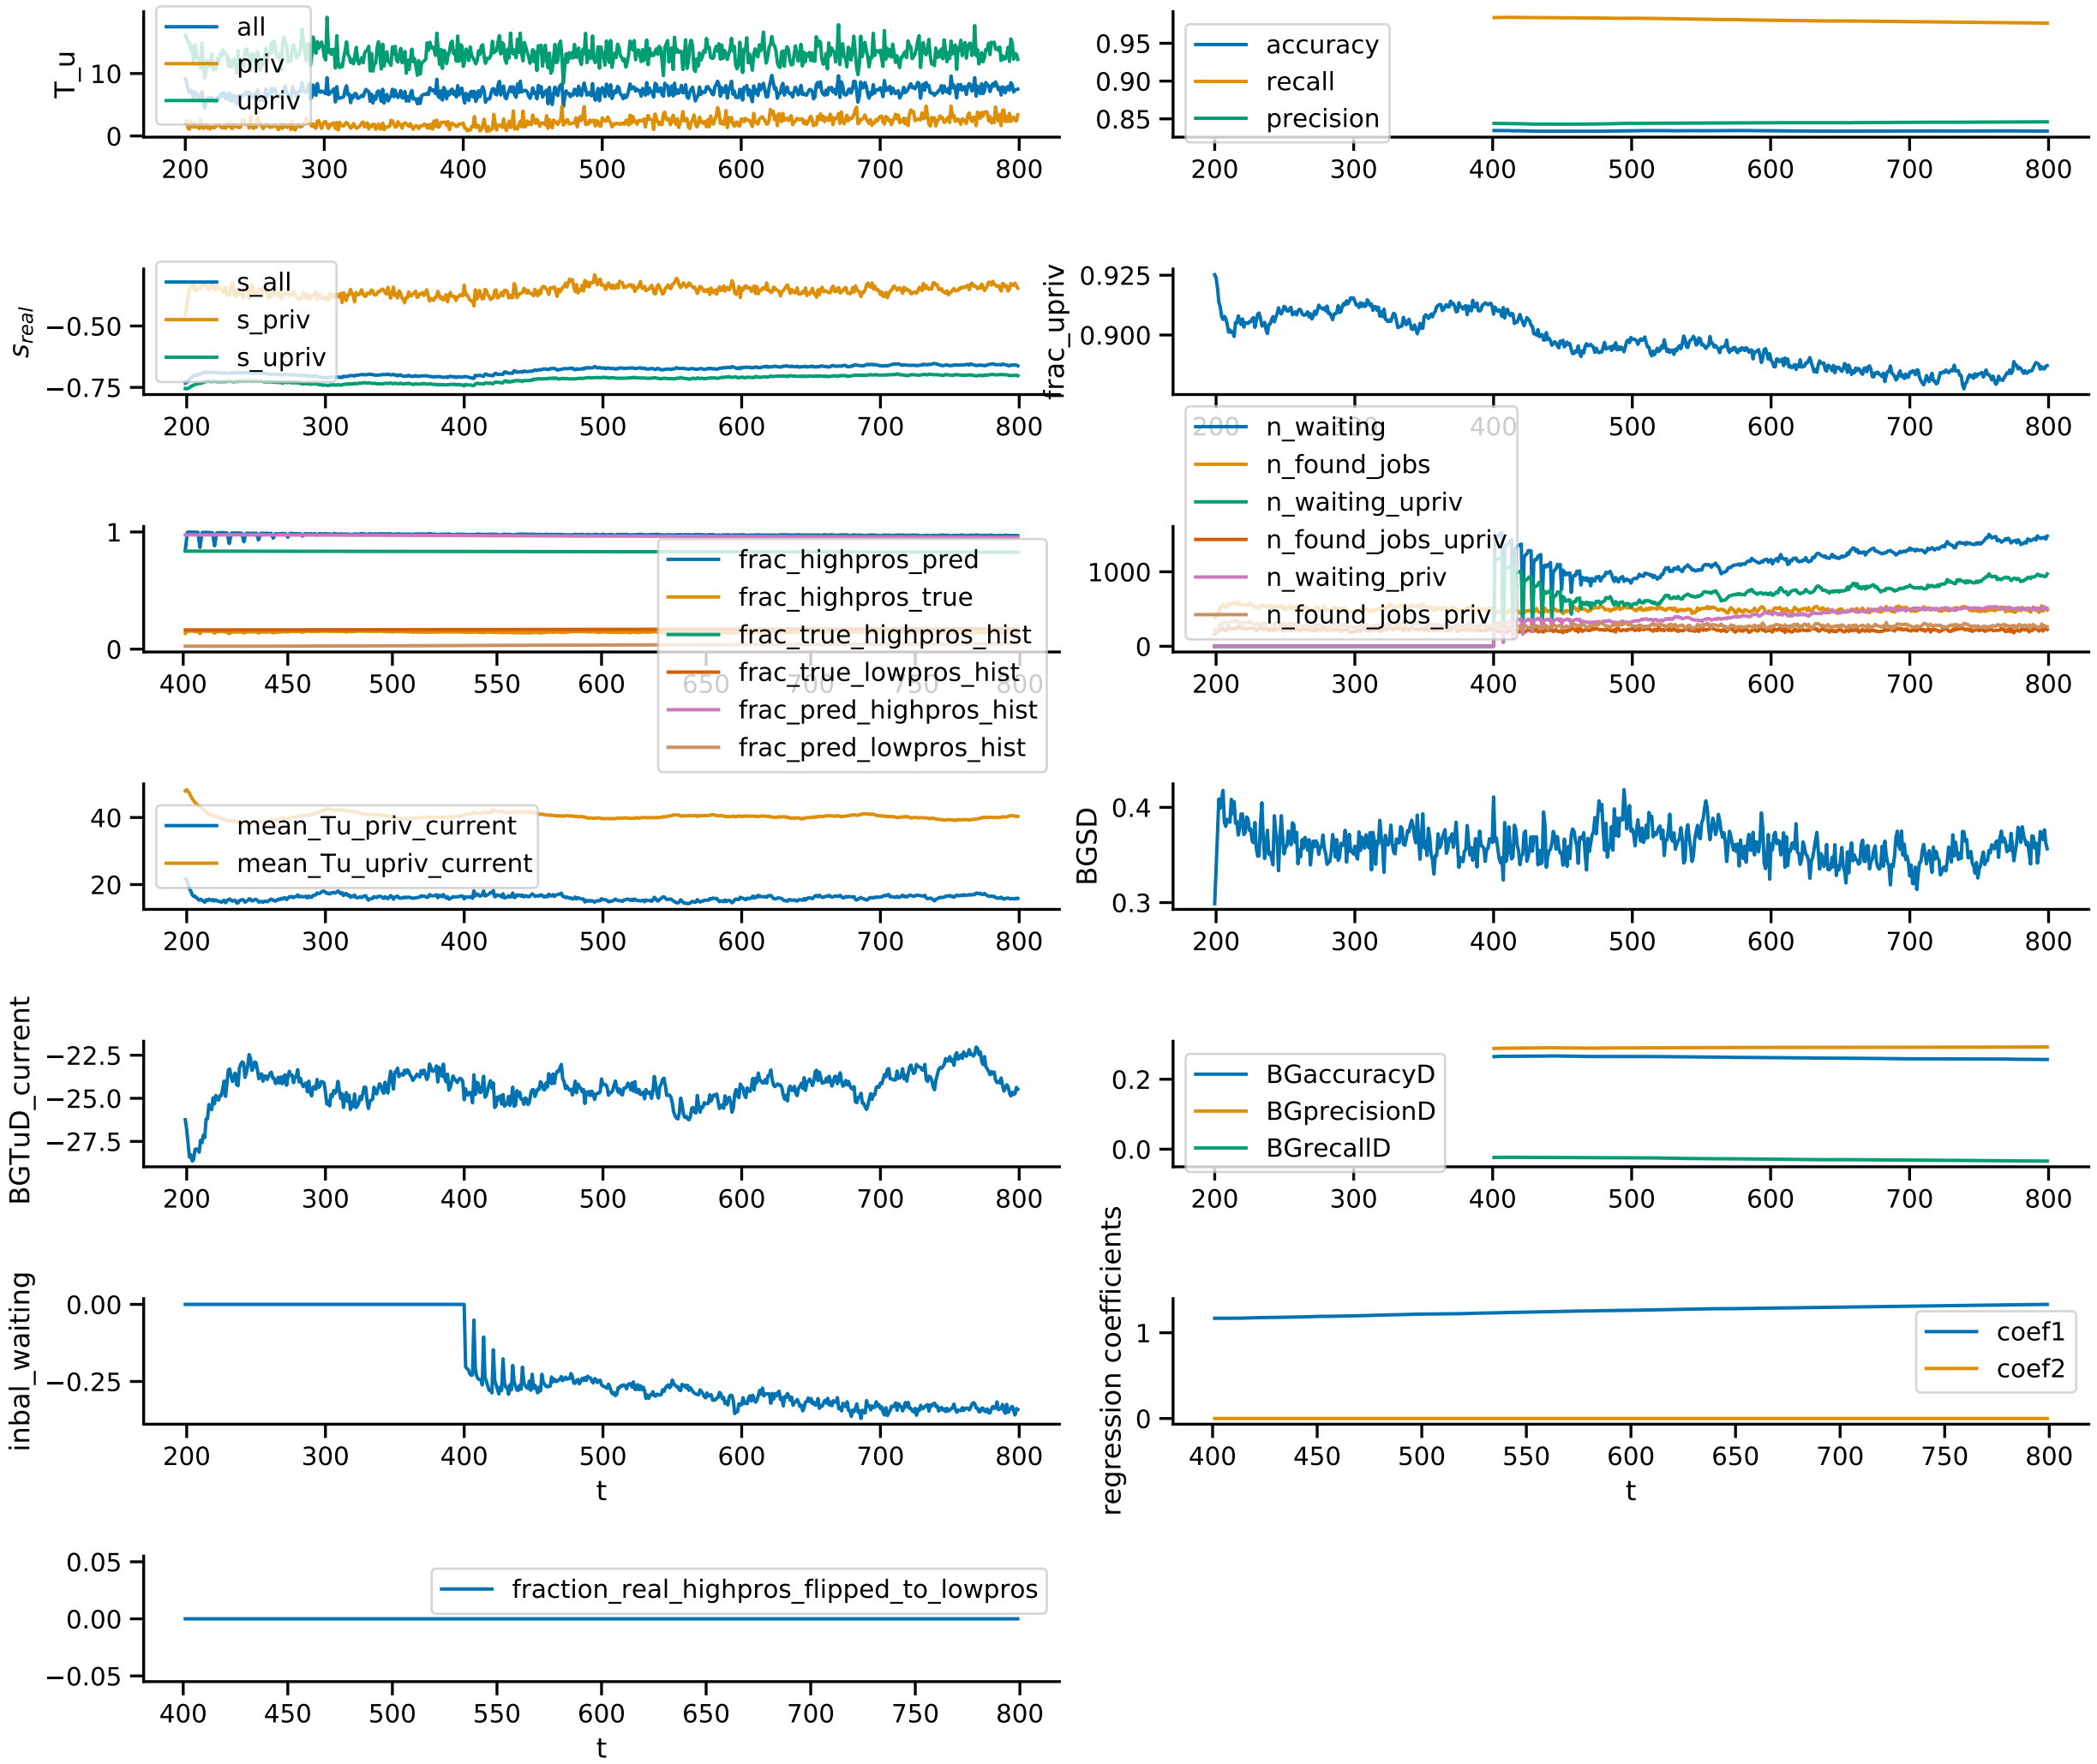 T_u
10
0
all
priv
upriv
200 300 400 500 600 700 800
0.95
0.90
0.85
accuracy
recall
precision
200 300 400 500 600 700 800
s_real
−0.50
−0.75
s_all
s_priv
s_upriv
200 300 400 500 600 700 800
frac_upriv
0.925
0.900
200 300 400 500 600 700 800
1
0
frac_highpros_pred
frac_highpros_true
frac_true_highpros_hist
frac_true_lowpros_hist
frac_pred_highpros_hist
frac_pred_lowpros_hist
400 450 500 550 600 650 700 750 800
1000
0
n_waiting
n_found_jobs
n_waiting_upriv
n_found_jobs_upriv
n_waiting_priv
n_found_jobs_priv
200 300 400 500 600 700 800
40
20
mean_Tu_priv_current
mean_Tu_upriv_current
200 300 400 500 600 700 800
BGSD
0.4
0.3
200 300 400 500 600 700 800
BGTuD_current
−22.5
−25.0
−27.5
200 300 400 500 600 700 800
0.2
0.0
BGaccuracyD
BGprecisionD
BGrecallD
200 300 400 500 600 700 800
inbal_waiting
0.00
−0.25
200 300 400 500 600 700 800
t
regression coefficients
1
0
coef1
coef2
400 450 500 550 600 650 700 750 800
t
0.05
0.00
−0.05
fraction_real_highpros_flipped_to_lowpros
400 450 500 550 600 650 700 750 800
t